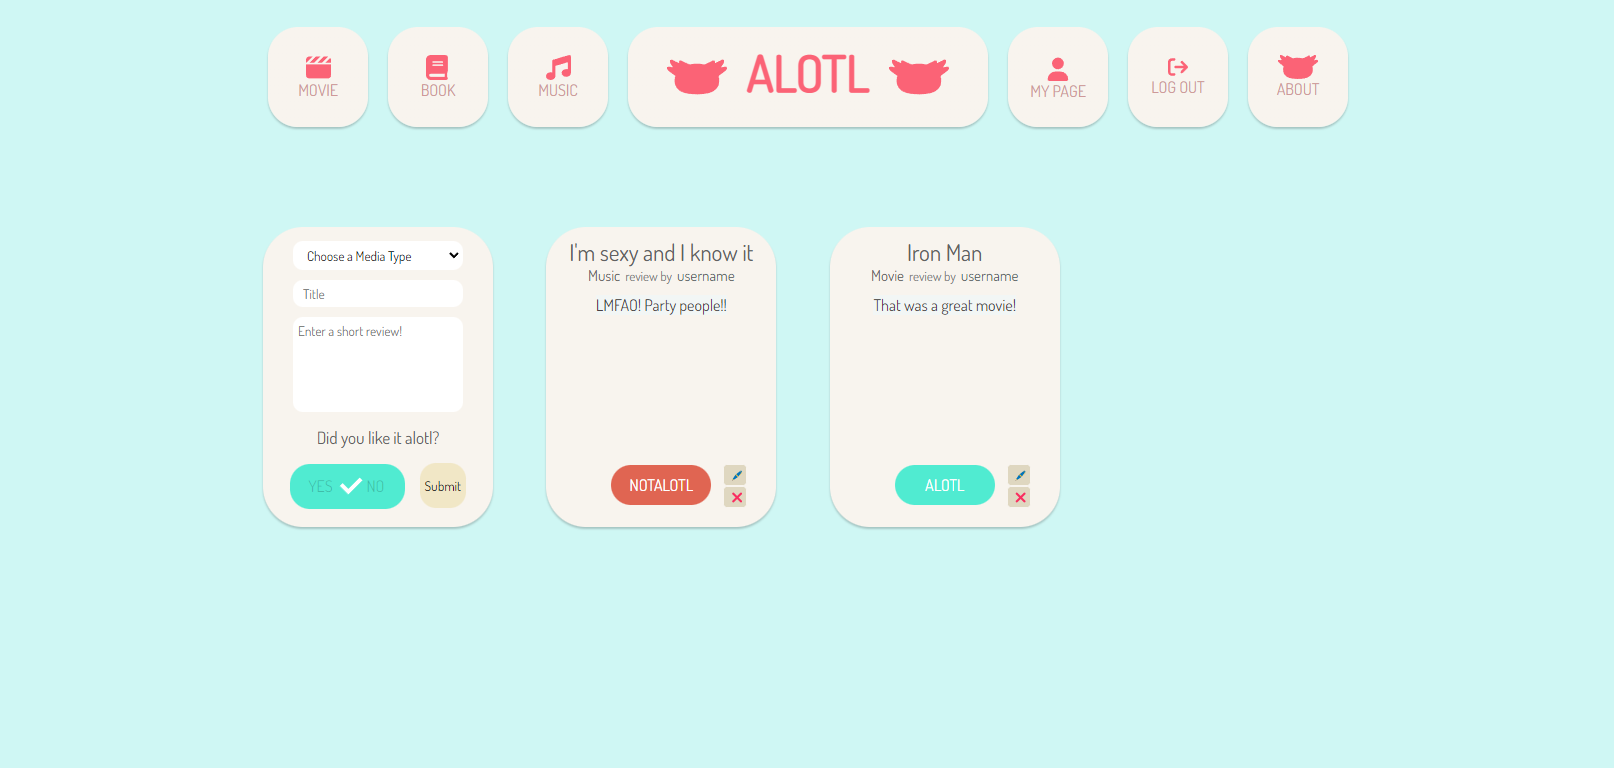 MOVIE
BOOK
MUSIC
ALOTL
MY PAGE
LOG OUT
ABOUT
Choose a Media Type
Title
Enter a short review!
Did you like it alotl?
YES NO
Submit
I'm sexy and I know it
Music review by username
LMFAO! Party people!!
NOTALOTL
Iron Man
Movie review by username
That was a great movie!
ALOTL